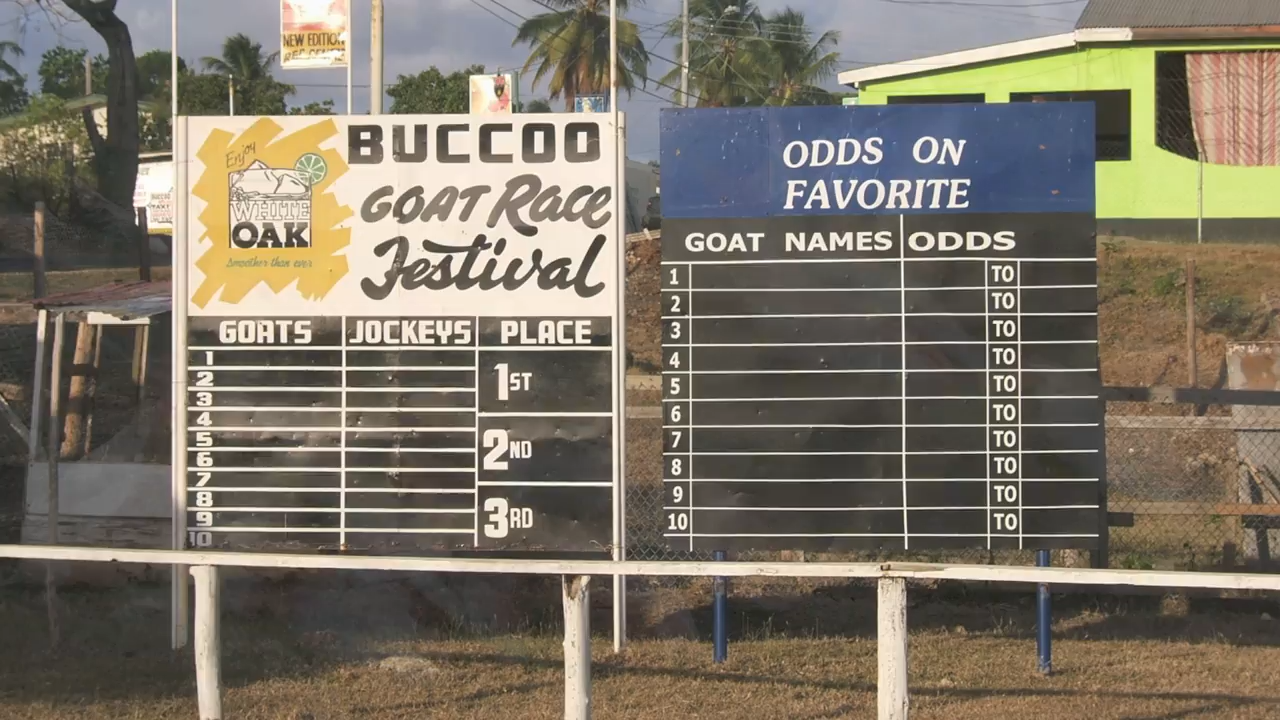 NEW EDITION
Enjoy
WHITE
OAK
Smoother than ever
BUCCOO
GOAT Race
Festival
GOATS JOCKEYS PLACE
1
2
3
4
5
6
7
8
9
10
1ST
2ND
3RD
ODDS ON
FAVORITE
GOAT NAMES ODDS
1 TO
2 TO
3 TO
4 TO
5 TO
6 TO
7 TO
8 TO
9 TO
10 TO